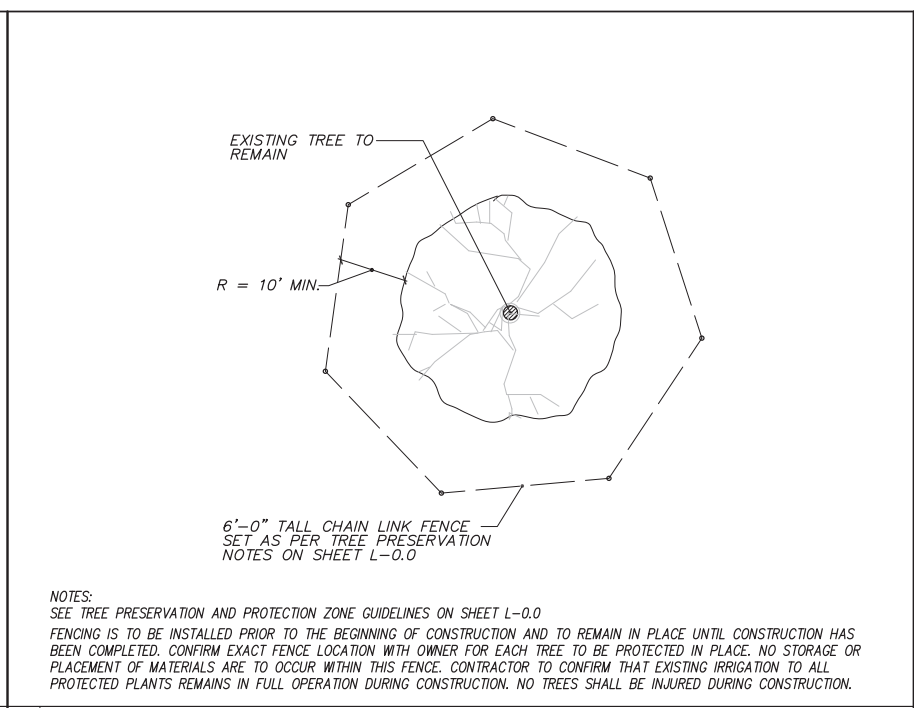 EXISTING TREE TO
REMAIN
R = 10' MIN.
6'-0" TALL CHAIN LINK FENCE
SET AS PER TREE PRESERVATION
NOTES ON SHEET L-0.0
NOTES:
SEE TREE PRESERVATION AND PROTECTION ZONE GUIDELINES ON SHEET L-0.0
FENCING IS TO BE INSTALLED PRIOR TO THE BEGINNING OF CONSTRUCTION AND TO REMAIN IN PLACE UNTIL CONSTRUCTION HAS
BEEN COMPLETED. CONFIRM EXACT FENCE LOCATION WITH OWNER FOR EACH TREE TO BE PROTECTED IN PLACE. NO STORAGE OR
PLACEMENT OF MATERIALS ARE TO OCCUR WITHIN THIS FENCE. CONTRACTOR TO CONFIRM THAT EXISTING IRRIGATION TO ALL
PROTECTED PLANTS REMAINS IN FULL OPERATION DURING CONSTRUCTION. NO TREES SHALL BE INJURED DURING CONSTRUCTION.